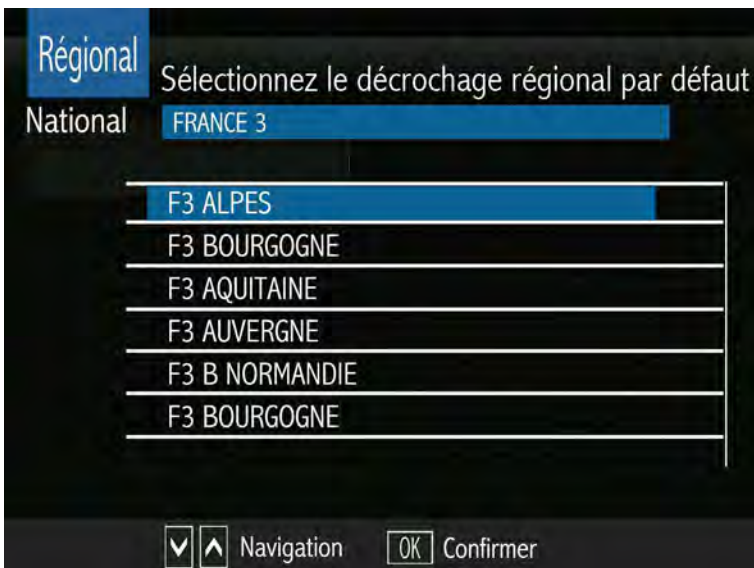 Régional
Sélectionnez le décrochage régional par défaut
National
FRANCE 3
F3 ALPES
F3 BOURGOGNE
F3 AQUITAINE
F3 AUVERGNE
F3 B NORMANDIE
F3 BOURGOGNE
Navigation OK Confirmer